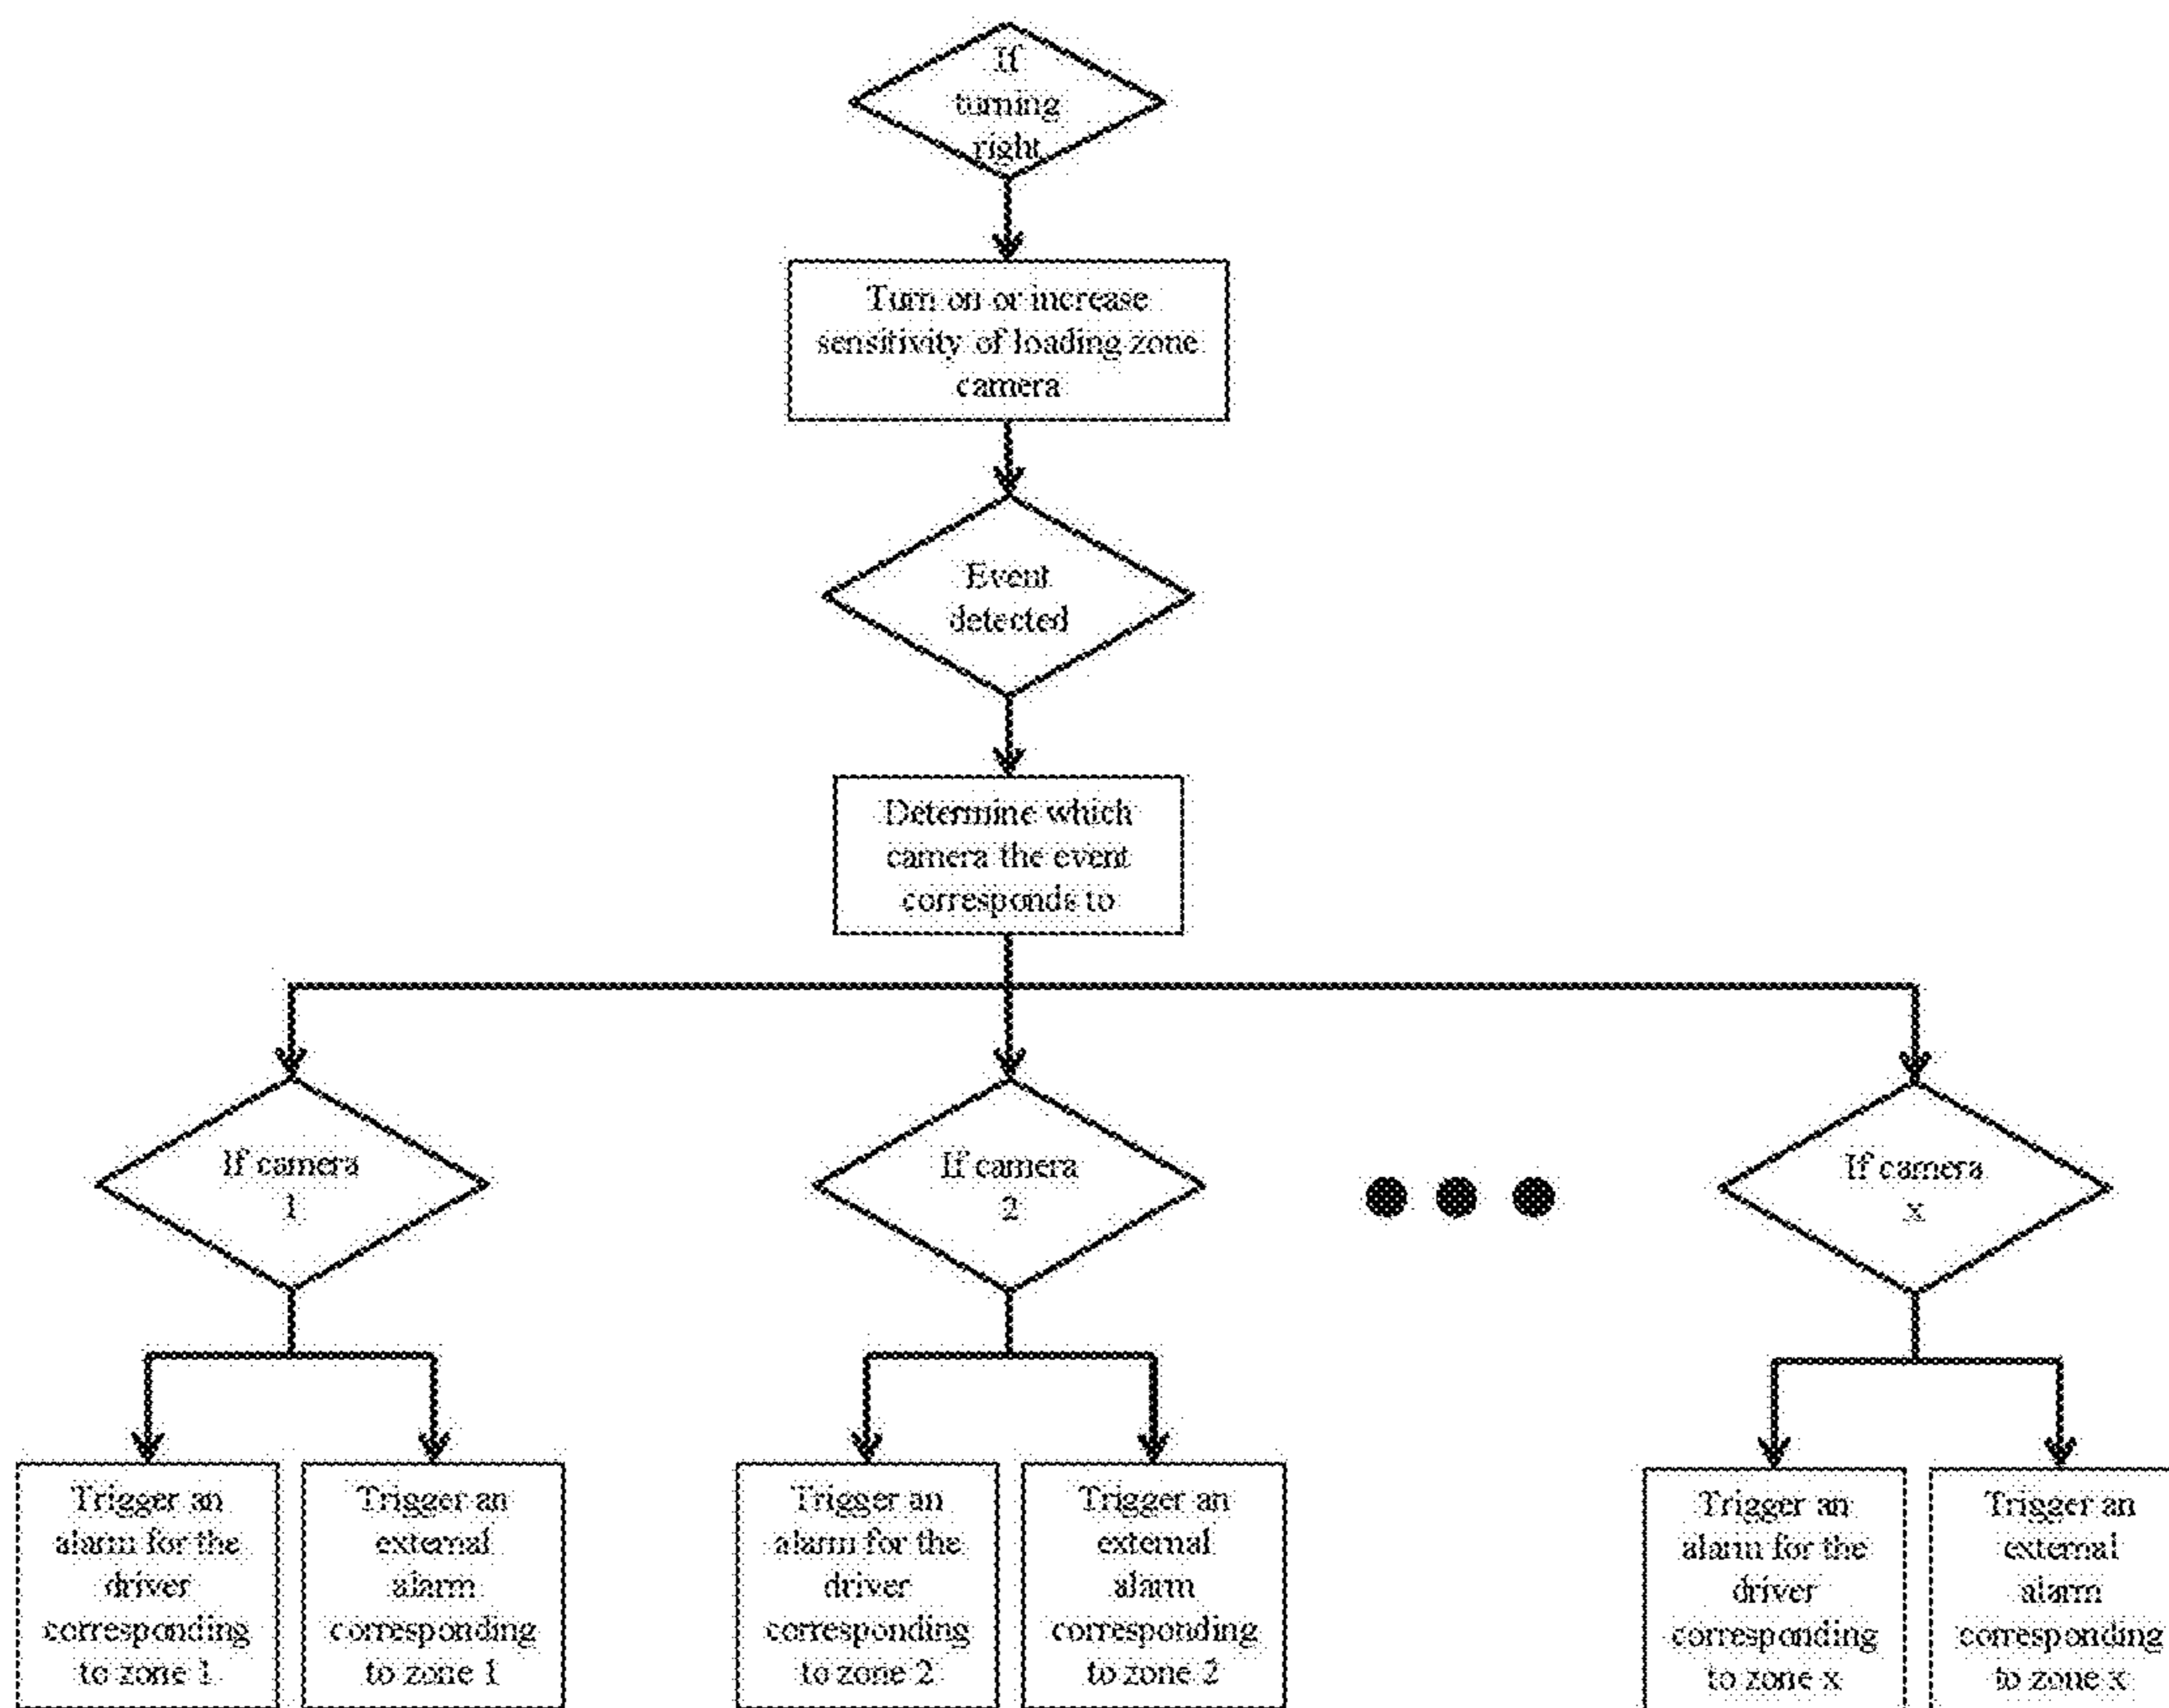 If
turning
right
Turn on or increase
sensitivity of loading zone
camera
Event
detected
Determine which
camera the event
corresponds to
If camera
1
If camera
2
If camera
x
Trigger an
alarm for the
driver
corresponding
to zone 1
Trigger an
external
alarm
corresponding
to zone 1
Trigger an
alarm for the
driver
corresponding
to zone 2
Trigger an
external
alarm
corresponding
to zone 2
Trigger an
alarm for the
driver
corresponding
to zone x
Trigger an
external
alarm
corresponding
to zone x